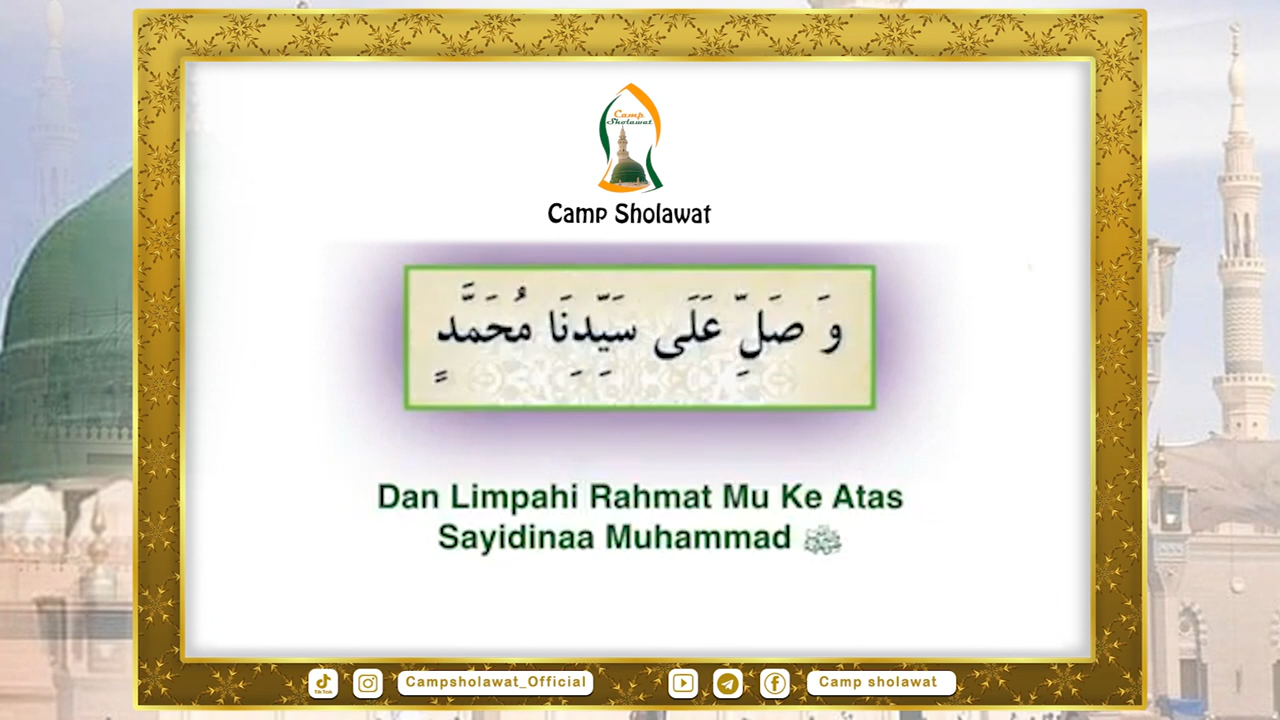 Camp
Sholawat
Camp Sholawat
وَ صَلِّ عَلَى سَيِّدِنَا مُحَمَّدٍ
Dan Limpahi Rahmat Mu Ke Atas
Sayidinaa Muhammad ﷺ
TikTok
Campsholawat_Official
Camp sholawat